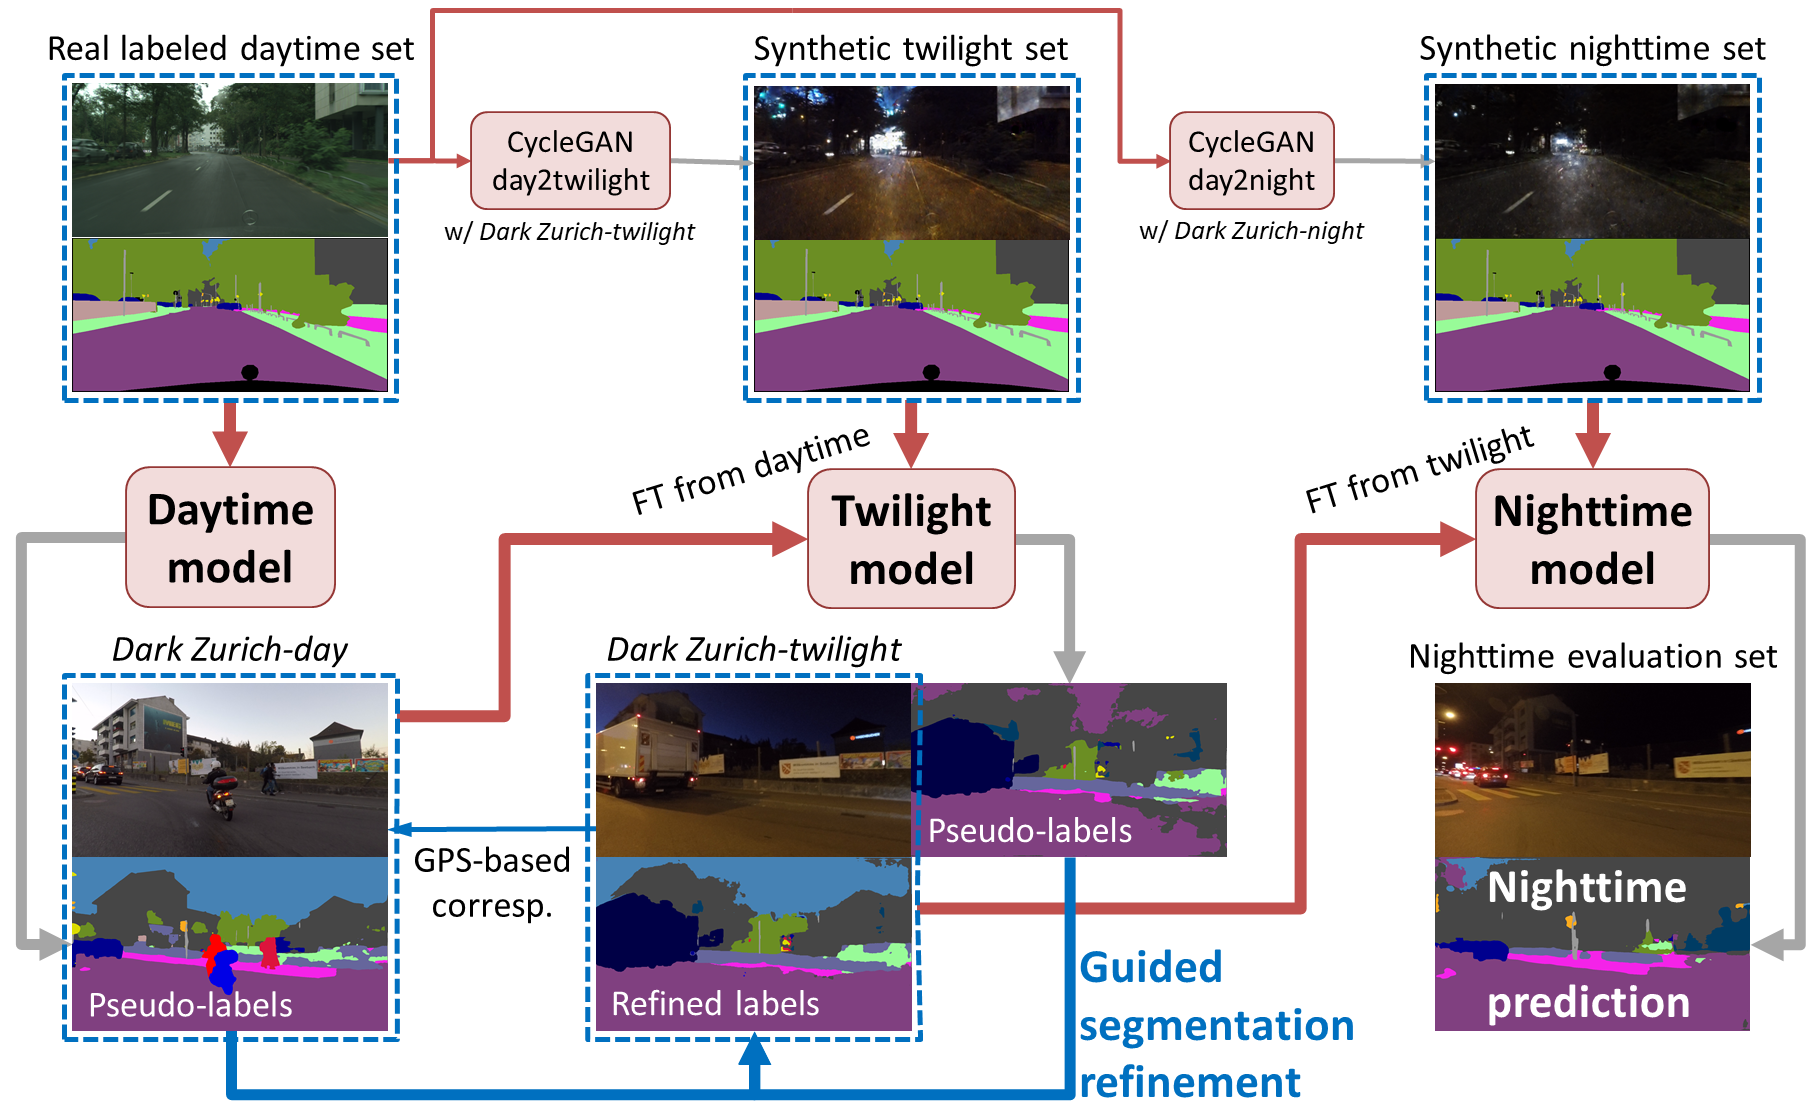 Real labeled daytime set
Synthetic twilight set
Synthetic nighttime set
CycleGAN
day2twilight
w/ Dark Zurich-twilight
CycleGAN
day2night
w/ Dark Zurich-night
FT from daytime
FT from twilight
Daytime
model
Twilight
model
Nighttime
model
Dark Zurich-day
Dark Zurich-twilight
Nighttime evaluation set
Pseudo-labels
GPS-based
corresp.
Nighttime
prediction
Pseudo-labels
Refined labels
Guided
segmentation
refinement